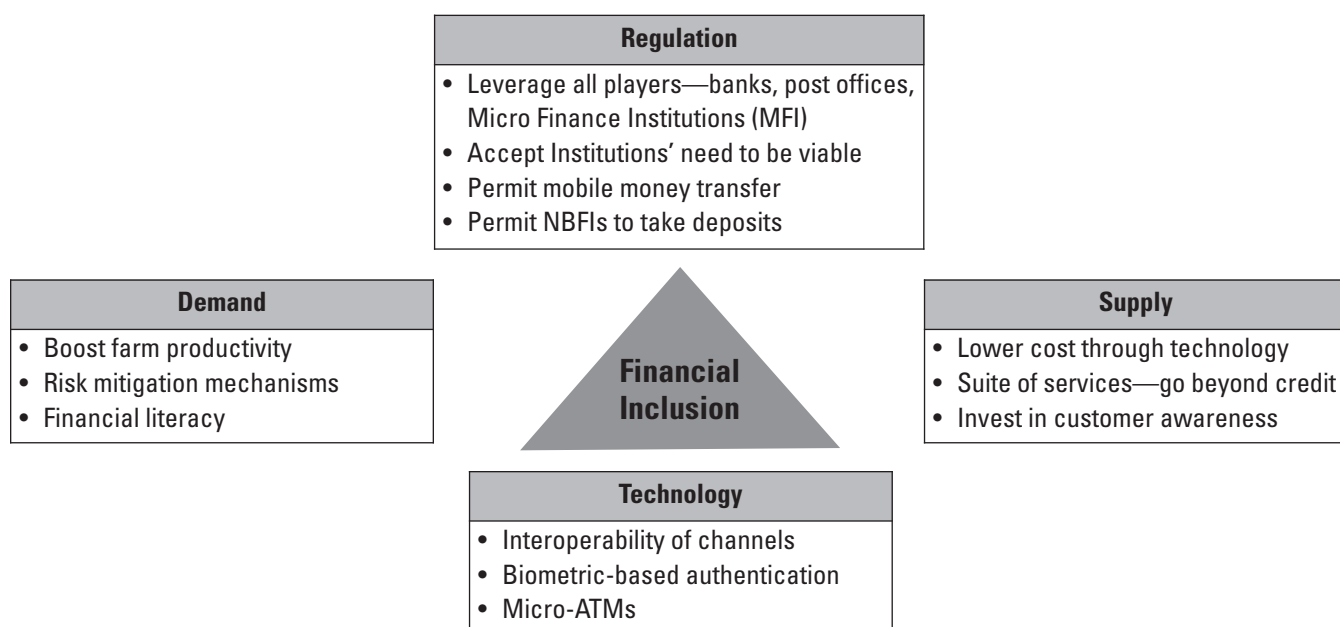 Regulation
• Leverage all players—banks, post offices,
Micro Finance Institutions (MFI)
• Accept Institutions’ need to be viable
• Permit mobile money transfer
• Permit NBFIs to take deposits
Demand
• Boost farm productivity
• Risk mitigation mechanisms
• Financial literacy
Financial
Inclusion
Supply
• Lower cost through technology
• Suite of services—go beyond credit
• Invest in customer awareness
Technology
• Interoperability of channels
• Biometric-based authentication
• Micro-ATMs